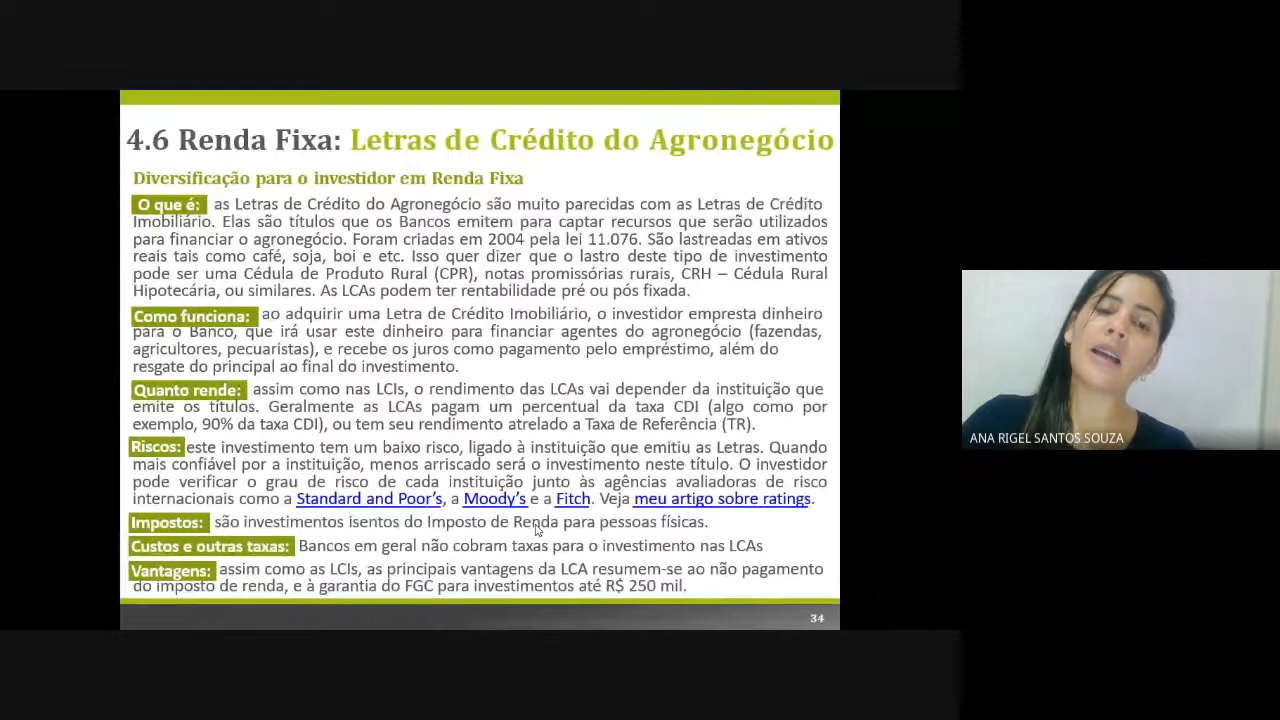 4.6 Renda Fixa: Letras de Crédito do Agronegócio
Diversificação para o investidor em Renda Fixa
O que é: as Letras de Crédito do Agronegócio são muito parecidas com as Letras de Crédito
Imobiliário. Elas são títulos que os Bancos emitem para captar recursos que serão utilizados
para financiar o agronegócio. Foram criadas em 2004 pela lei 11.076. São lastreadas em ativos
reais tais como café, soja, boi e etc. Isso quer dizer que o lastro deste tipo de investimento
pode ser uma Cédula de Produto Rural (CPR), notas promissórias rurais, CRH – Cédula Rural
Hipotecária, ou similares. As LCAs podem ter rentabilidade pré ou pós fixada.
Como funciona: ao adquirir uma Letra de Crédito Imobiliário, o investidor empresta dinheiro
para o Banco, que irá usar este dinheiro para financiar agentes do agronegócio (fazendas,
agricultores, pecuaristas), e recebe os juros como pagamento pelo empréstimo, além do
resgate do principal ao final do investimento.
Quanto rende: assim como nas LCIs, o rendimento das LCAs vai depender da instituição que
emite os títulos. Geralmente as LCAs pagam um percentual da taxa CDI (algo como por
exemplo, 90% da taxa CDI), ou tem seu rendimento atrelado a Taxa de Referência (TR).
Riscos: este investimento tem um baixo risco, ligado à instituição que emitiu as Letras. Quando
mais confiável por a instituição, menos arriscado será o investimento neste título. O investidor
pode verificar o grau de risco de cada instituição junto às agências avaliadoras de risco
internacionais como a Standard and Poor's, a Moody's e a Fitch. Veja meu artigo sobre ratings.
Impostos: são investimentos isentos do Imposto de Renda para pessoas físicas.
Custos e outras taxas: Bancos em geral não cobram taxas para o investimento nas LCAs
Vantagens: assim como as LCIs, as principais vantagens da LCA resumem-se ao não pagamento
do imposto de renda, e à garantia do FGC para investimentos até R$ 250 mil.
34
ANA RIGEL SANTOS SOUZA